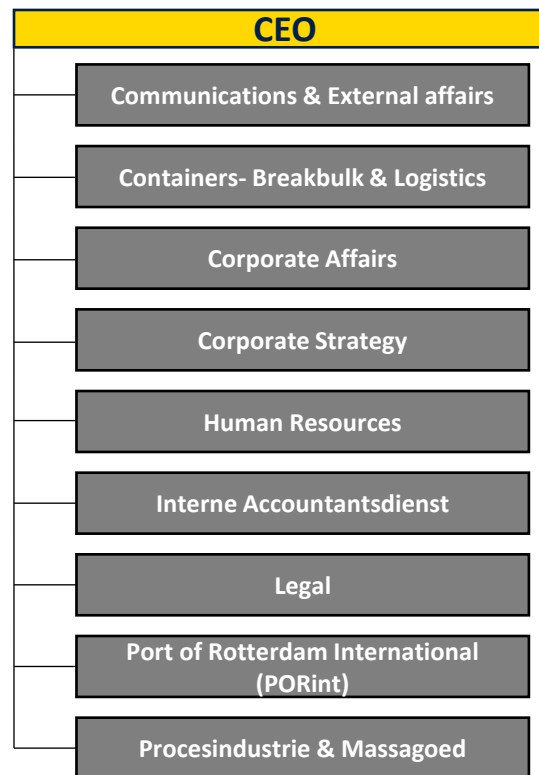 CEO
Communications & External affairs
Containers- Breakbulk & Logistics
Corporate Affairs
Corporate Strategy
Human Resources
Interne Accountantsdienst
Legal
Port of Rotterdam International
(PORint)
Procesindustrie & Massagoed